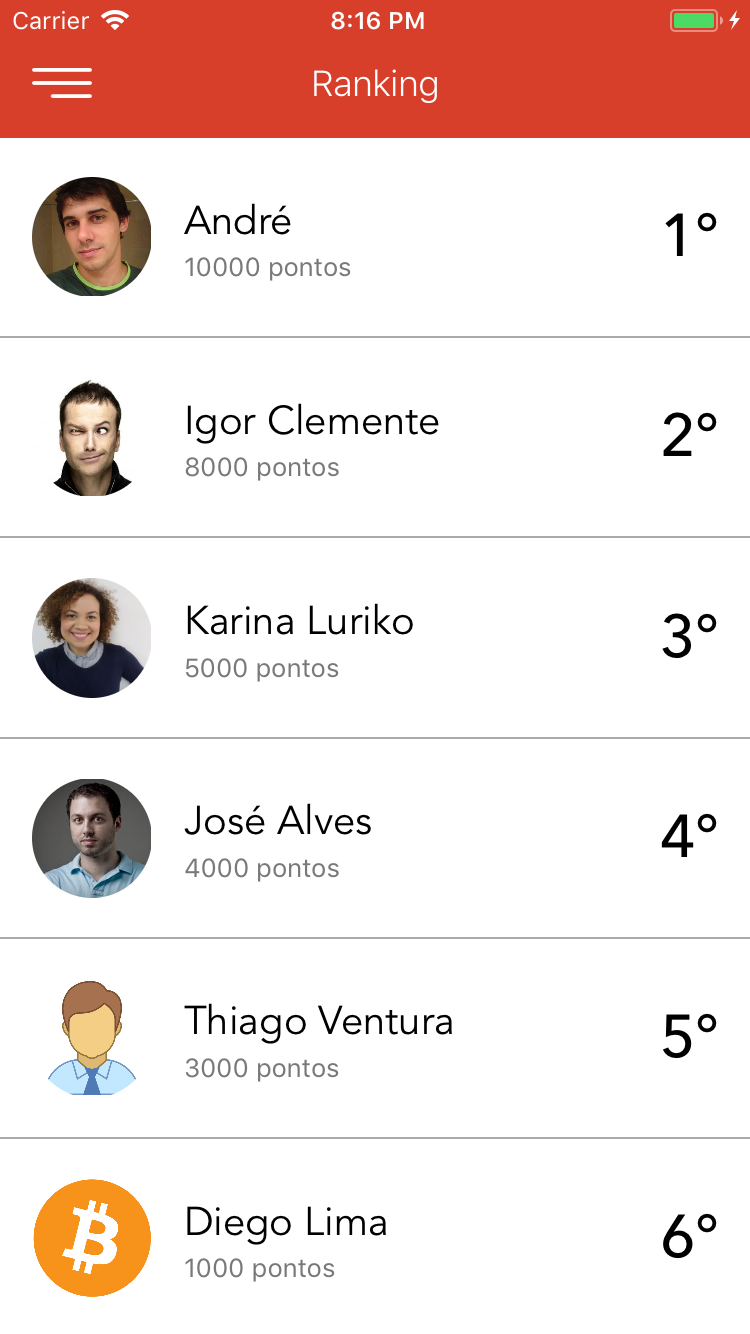 Carrier 8:16 PM
Ranking
André
10000 pontos
1°
Igor Clemente
8000 pontos
2°
Karina Luriko
5000 pontos
3°
José Alves
4000 pontos
4°
Thiago Ventura
3000 pontos
5°
Diego Lima
1000 pontos
6°